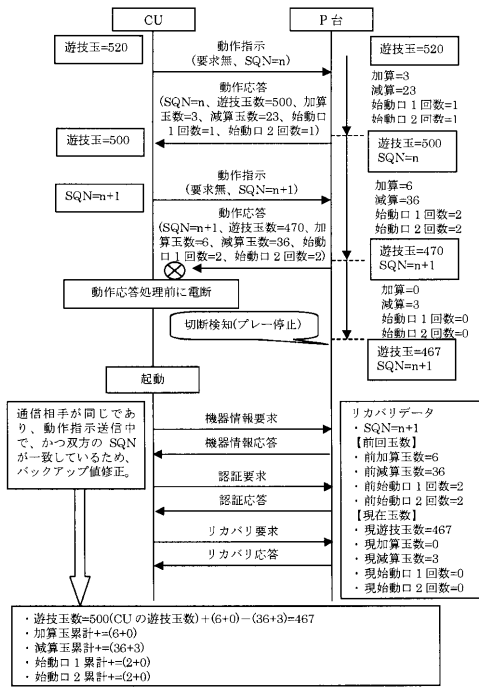 CU
P台
遊技玉=520
動作指示
(要求無、SQN=n)
遊技玉=520
加算=3
減算=23
始動口1回数=1
始動口2回数=1
動作応答
(SQN=n、遊技玉数=500、加算
玉数=3、減算玉数=23、始動口
1回数=1、始動口2回数=1)
遊技玉=500
遊技玉=500
SQN=n
動作指示
(要求無、SQN=n+1)
SQN=n+1
加算=6
減算=36
始動口1回数=2
始動口2回数=2
動作応答
(SQN=n+1、遊技玉数=470、加
算玉数=6、減算玉数=36、始動
口1回数=2、始動口2回数=2)
遊技玉=470
SQN=n+1
動作応答処理前に電断
加算=0
減算=3
始動口1回数=0
始動口2回数=0
切断検知(プレー停止)
遊技玉=467
SQN=n+1
起動
通信相手が同じであ
り、動作指示送信中
で、かつ双方のSQN
が一致しているため、
バックアップ値修正。
機器情報要求
機器情報応答
認証要求
認証応答
リカバリ要求
リカバリ応答
リカバリデータ
・SQN=n+1
【前回玉数】
・前加算玉数=6
・前減算玉数=36
・前始動口1回数=2
・前始動口2回数=2
【現在玉数】
・現遊技玉数=467
・現加算玉数=0
・現減算玉数=3
・現始動口1回数=0
・現始動口2回数=0
・遊技玉数=500(CUの遊技玉数)+(6+0)-(36+3)=467
・加算玉累計+=(6+0)
・減算玉累計+=(36+3)
・始動口1累計+=(2+0)
・始動口2累計+=(2+0)